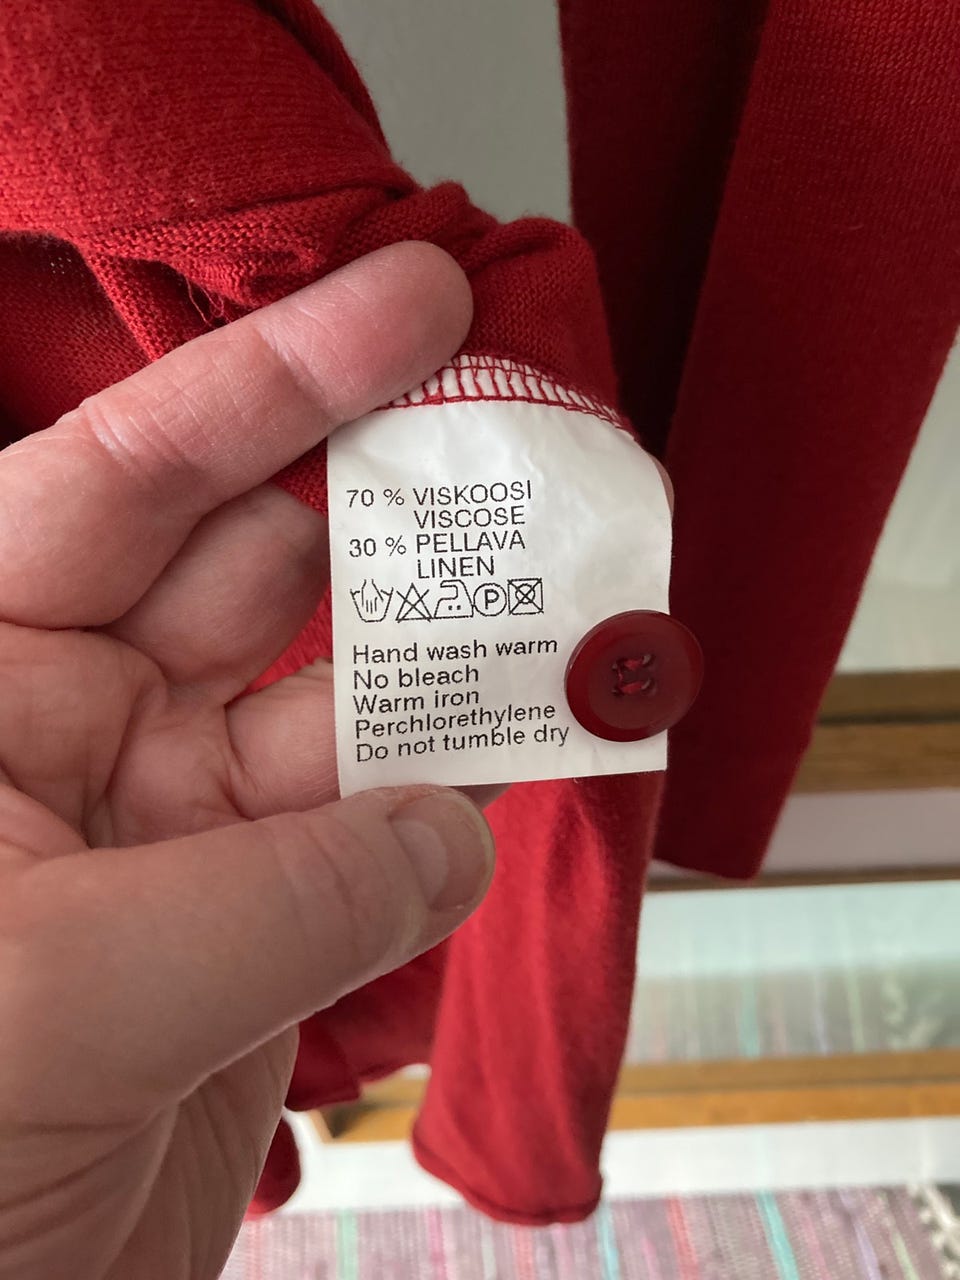 70 % VISKOOSI
VISCOSE
30 % PELLAVA
LINEN
P
Hand wash warm
No bleach
Warm iron
Perchlorethylene
Do not tumble dry